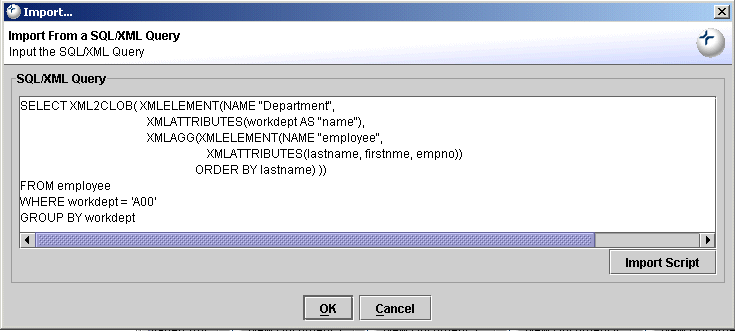 Import...
Import From a SQL/XML Query
Input the SQL/XML Query
SQL/XML Query
SELECT XML2CLOB( XMLELEMENT(NAME "Department",
XMLATTRIBUTES(workdept AS "name"),
XMLAGG(XMLELEMENT(NAME "employee",
XMLATTRIBUTES(lastname, firstnme, empno))
ORDER BY lastname) ))
FROM employee
WHERE workdept = 'A00'
GROUP BY workdept
Import Script
OK
Cancel